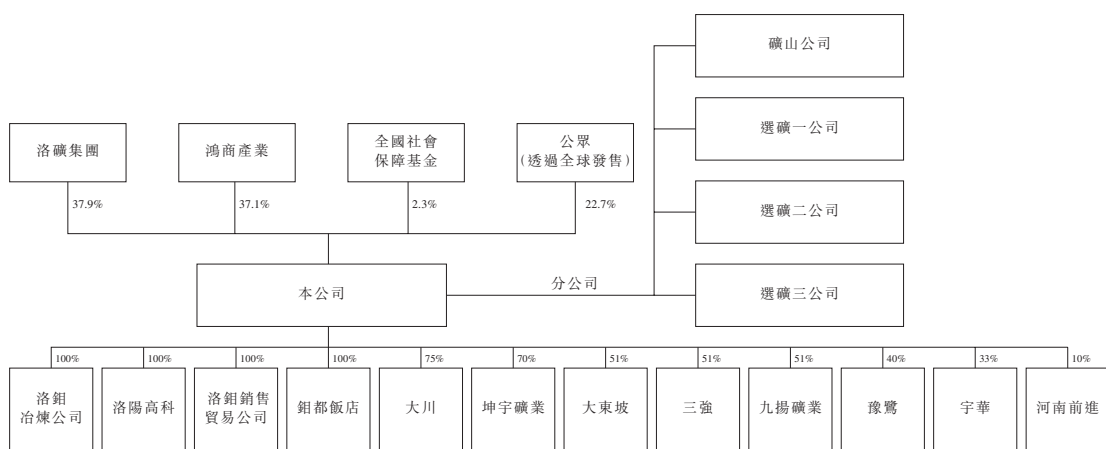 礦山公司
選礦一公司
選礦二公司
選礦三公司
洛礦集團
鴻商產業
全國社會
保障基金
公眾
(透過全球發售)
37.9%
37.1%
2.3%
22.7%
本公司
分公司
100%
100%
100%
100%
75%
70%
51%
51%
51%
40%
33%
10%
洛鉬
冶煉公司
洛陽高科
洛鉬銷售
貿易公司
鉬都飯店
大川
坤宇礦業
大東坡
三強
九揚礦業
豫鷺
宇華
河南前進